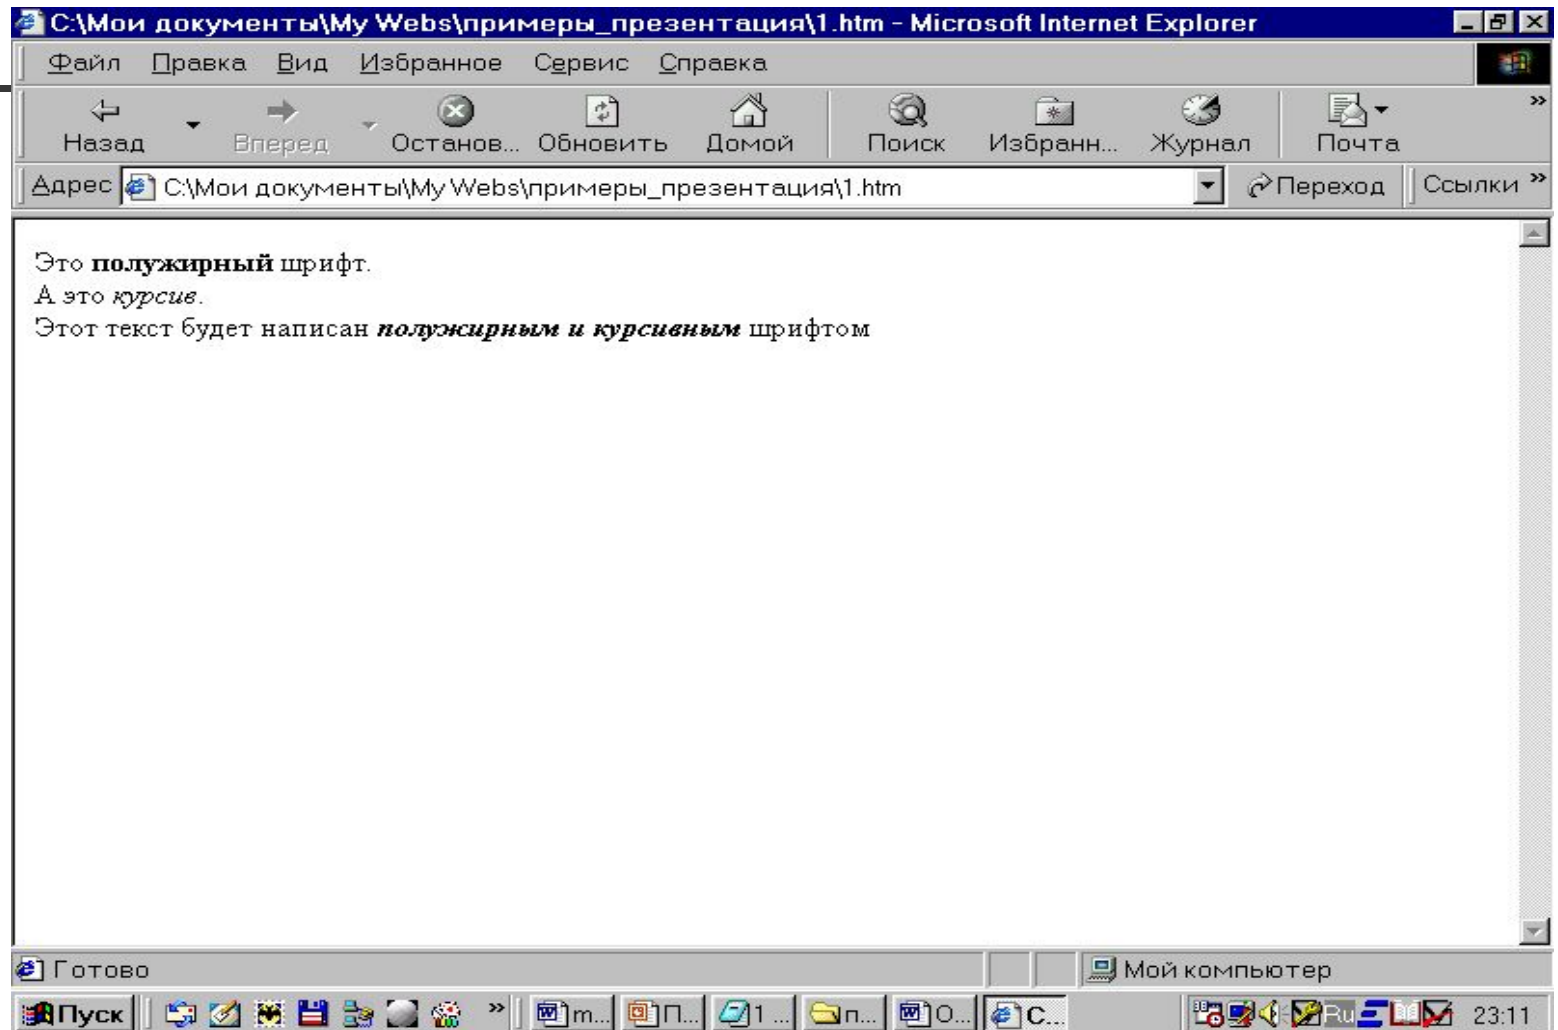 C:\Мои документы\My Webs\примеры_презентация\1.htm - Microsoft Internet Explorer
Файл Правка Вид Избранное Сервис Справка
Назад Вперед Останов... Обновить Домой Поиск Избранн... Журнал Почта »
Адрес C:\Мои документы\My Webs\примеры_презентация\1.htm Переход Ссылки »
Это полужирный шрифт.
А это курсив.
Этот текст будет написан полужирным и курсивным шрифтом
Готово Мой компьютер
Пуск » m... П... 1 ... п... О... С... Ru 23:11